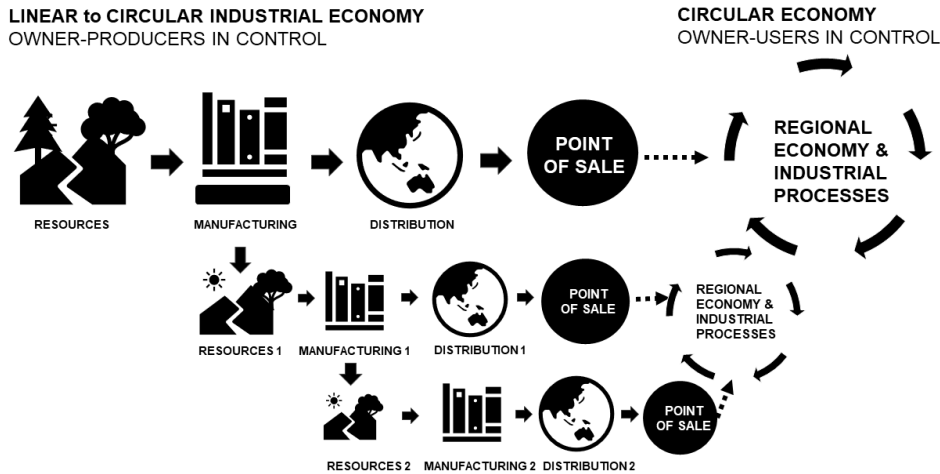 LINEAR to CIRCULAR INDUSTRIAL ECONOMY
OWNER-PRODUCERS IN CONTROL
CIRCULAR ECONOMY
OWNER-USERS IN CONTROL
POINT
OF SALE
REGIONAL
ECONOMY &
INDUSTRIAL
PROCESSES
RESOURCES
MANUFACTURING
DISTRIBUTION
POINT
OF SALE
REGIONAL
ECONOMY &
INDUSTRIAL
PROCESSES
RESOURCES 1
MANUFACTURING 1
DISTRIBUTION 1
POINT
OF SALE
RESOURCES 2
MANUFACTURING 2
DISTRIBUTION 2